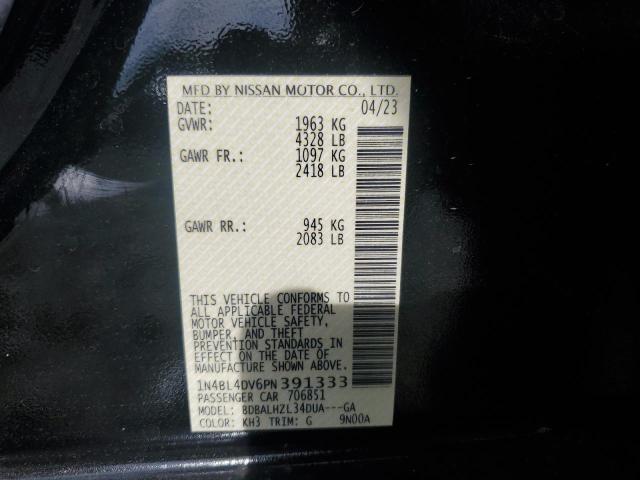 MFD BY NISSAN MOTOR CO., LTD.
DATE: 04/23
GVWR: 1963 KG
4328 LB
GAWR FR.: 1097 KG
2418 LB
GAWR RR.: 945 KG
2083 LB
THIS VEHICLE CONFORMS TO
ALL APPLICABLE FEDERAL
MOTOR VEHICLE SAFETY,
BUMPER, AND THEFT
PREVENTION STANDARDS IN
EFFECT ON THE DATE OF
MANUFACTURE SHOWN ABOVE.
1N4BL4DV6PN391333
PASSENGER CAR 706851
MODEL: BDBALHZL34DUA---GA
COLOR: KH3 TRIM: G 9N00A